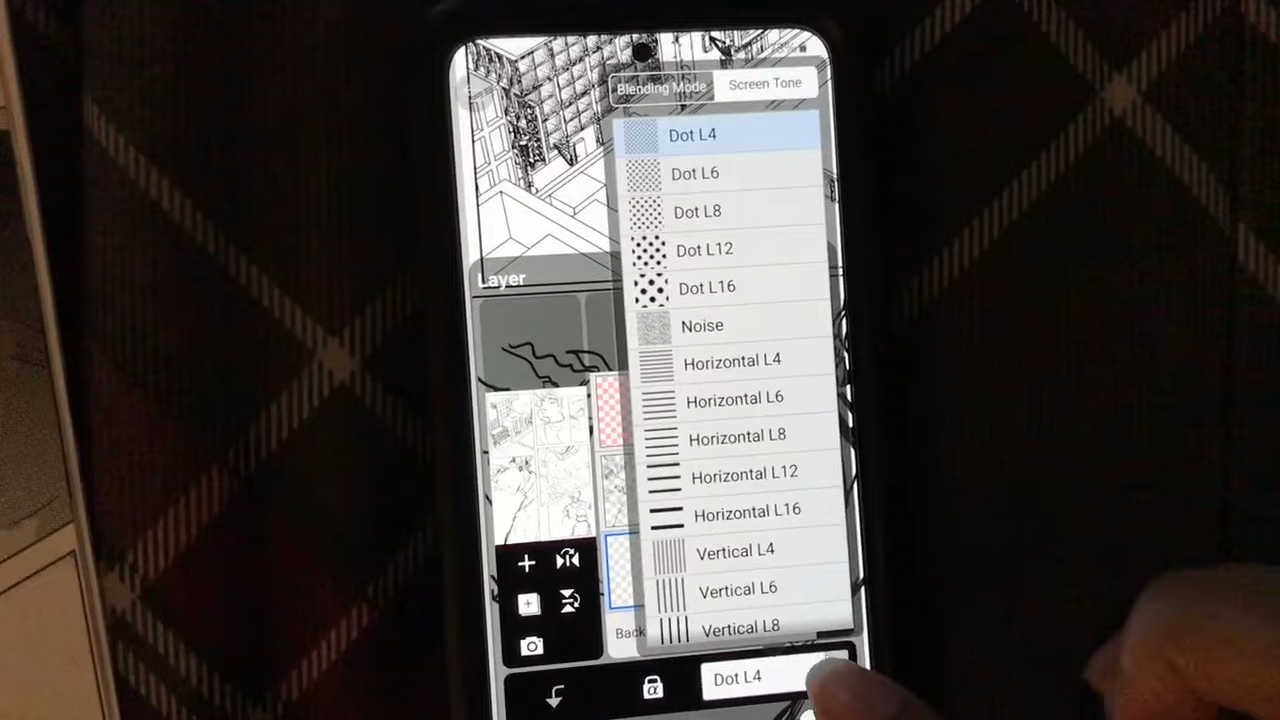 Blending Mode
Screen Tone
Dot L4
Dot L6
Dot L8
Dot L12
Layer
Dot L16
Noise
Horizontal L4
Horizontal L6
Horizontal L8
Horizontal L12
Horizontal L16
Vertical L4
Vertical L6
Vertical L8
Back
Dot L4